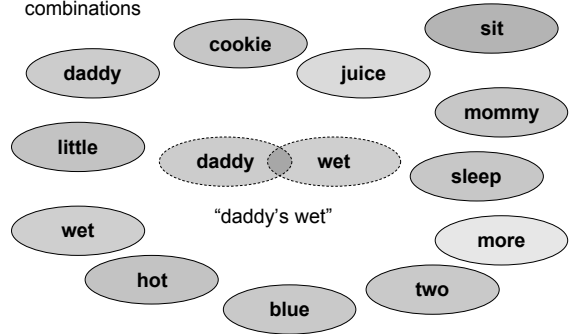 combinations
sit
cookie
daddy
juice
mommy
little
daddy wet
sleep
"daddy's wet"
wet
more
hot
two
blue